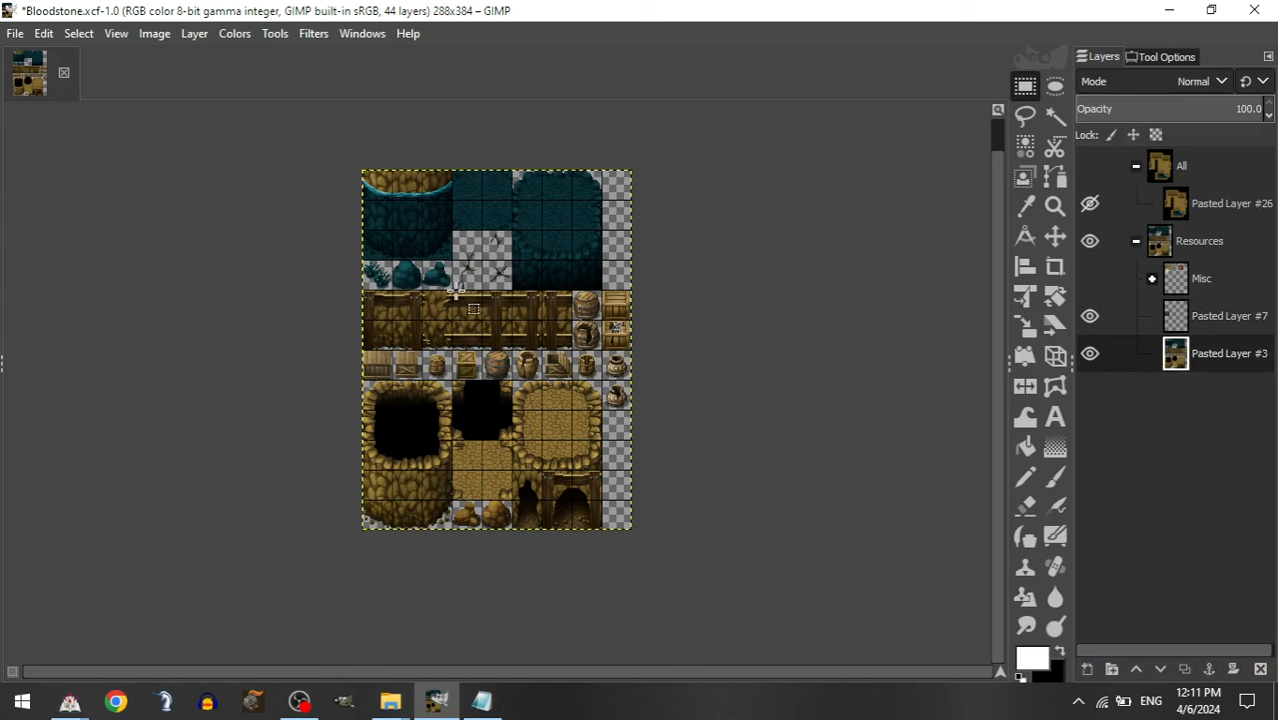 *Bloodstone.xcf-1.0 (RGB color 8-bit gamma integer, GIMP built-in sRGB, 44 layers) 288x384 – GIMP
File Edit Select View Image Layer Colors Tools Filters Windows Help
Layers Tool Options
Mode Normal
Opacity 100.0
Lock:
All
Pasted Layer #26
Resources
Misc
Pasted Layer #7
Pasted Layer #3
ENG
12:11 PM
4/6/2024